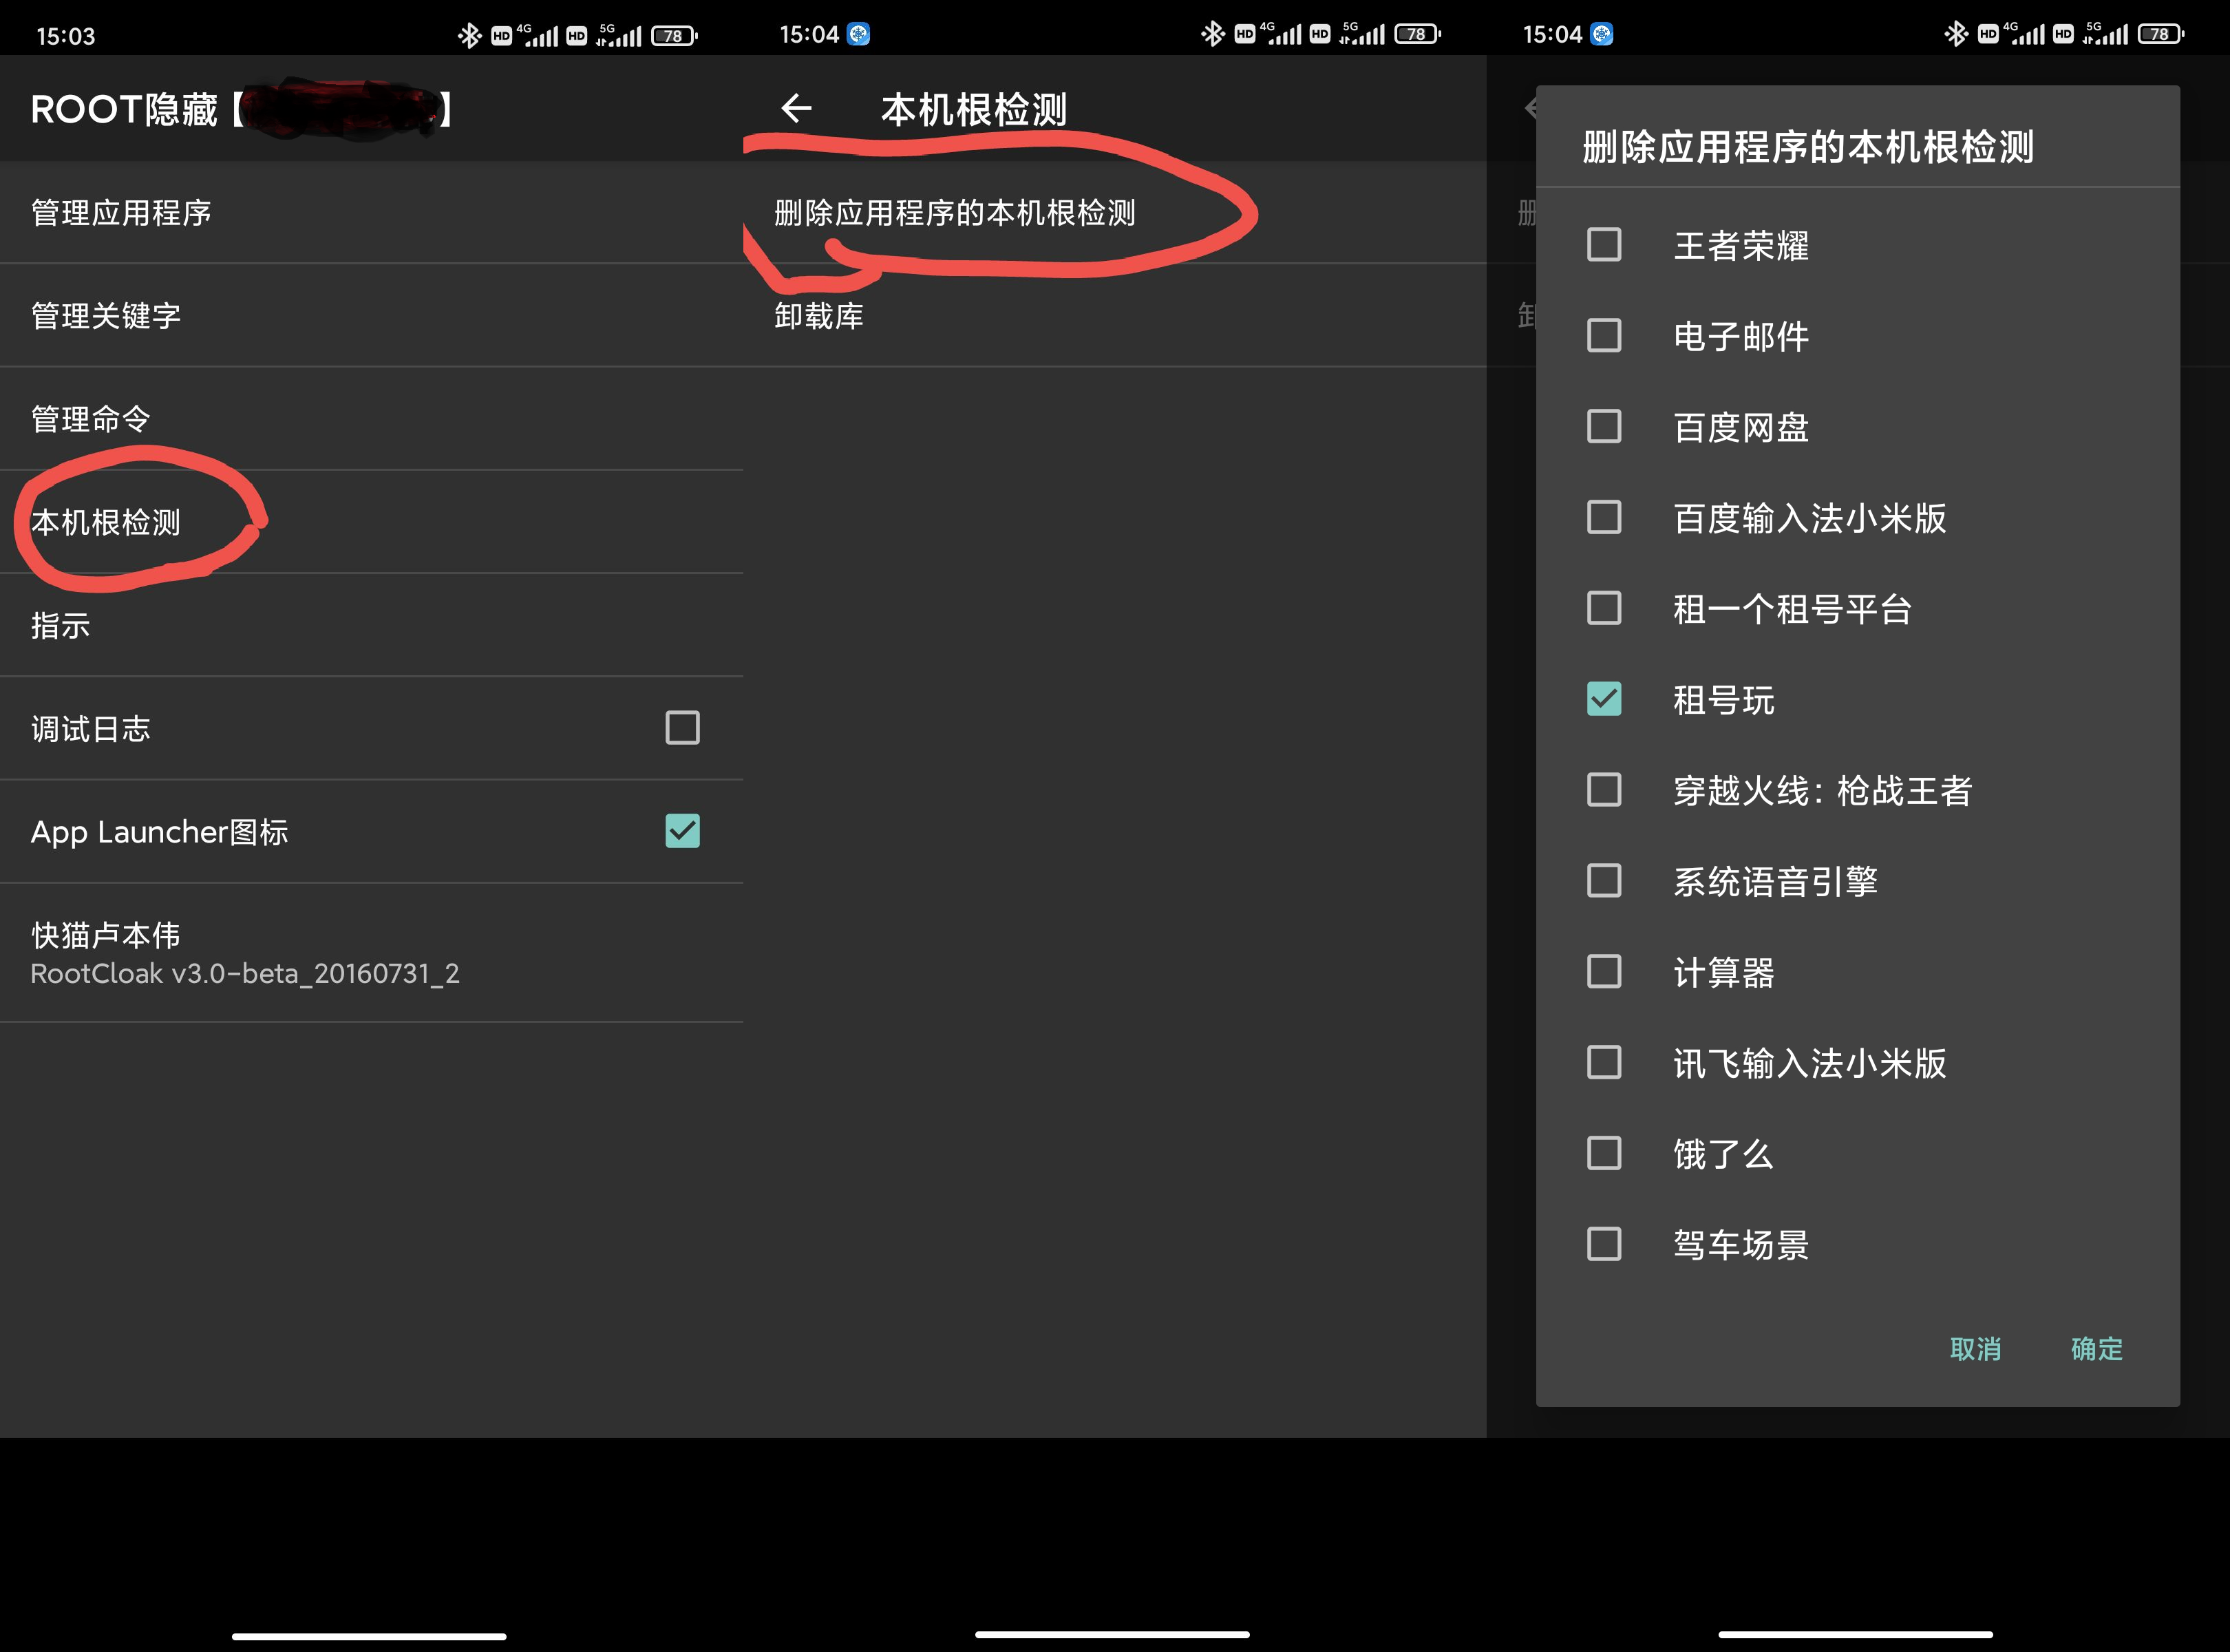 15:03
4G
5G
HD
HD
78
ROOT隐藏【】
管理应用程序
管理关键字
管理命令
本机根检测
指示
调试日志
App Launcher图标
快猫卢本伟
RootCloak v3.0-beta_20160731_2
15:04
4G
5G
HD
HD
78
本机根检测
删除应用程序的本机根检测
卸载库
15:04
4G
5G
HD
HD
78
删
卸
删除应用程序的本机根检测
王者荣耀
电子邮件
百度网盘
百度输入法小米版
租一个租号平台
租号玩
穿越火线：枪战王者
系统语音引擎
计算器
讯飞输入法小米版
饿了么
驾车场景
取消
确定